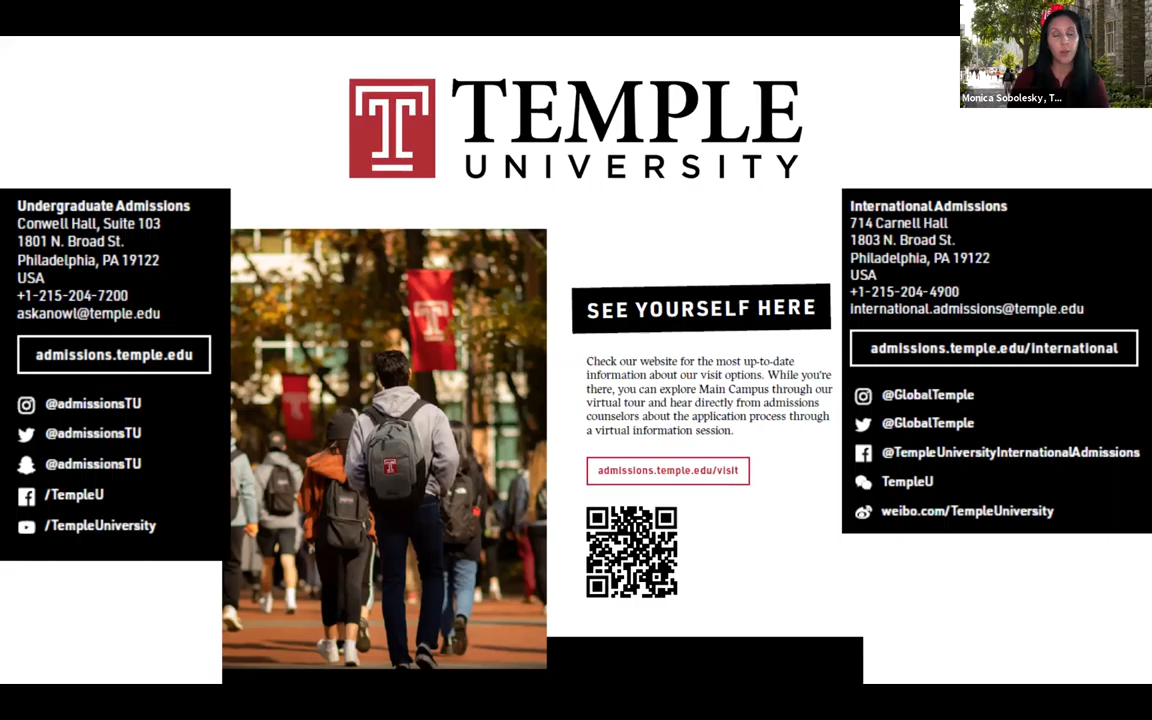 TEMPLE
UNIVERSITY
Monica Sobolesky, T...
Undergraduate Admissions
Conwell Hall, Suite 103
1801 N. Broad St.
Philadelphia, PA 19122
USA
+1-215-204-7200
askanowl@temple.edu
admissions.temple.edu
@admissionsTU
@admissionsTU
@admissionsTU
/TempleU
/TempleUniversity
SEE YOURSELF HERE
Check our website for the most up-to-date
information about our visit options. While you're
there, you can explore Main Campus through our
virtual tour and hear directly from admissions
counselors about the application process through
a virtual information session.
admissions.temple.edu/visit
International Admissions
714 Carnell Hall
1803 N. Broad St.
Philadelphia, PA 19122
USA
+1-215-204-4900
international.admissions@temple.edu
admissions.temple.edu/international
@GlobalTemple
@GlobalTemple
@TempleUniversityInternationalAdmissions
TempleU
weibo.com/TempleUniversity